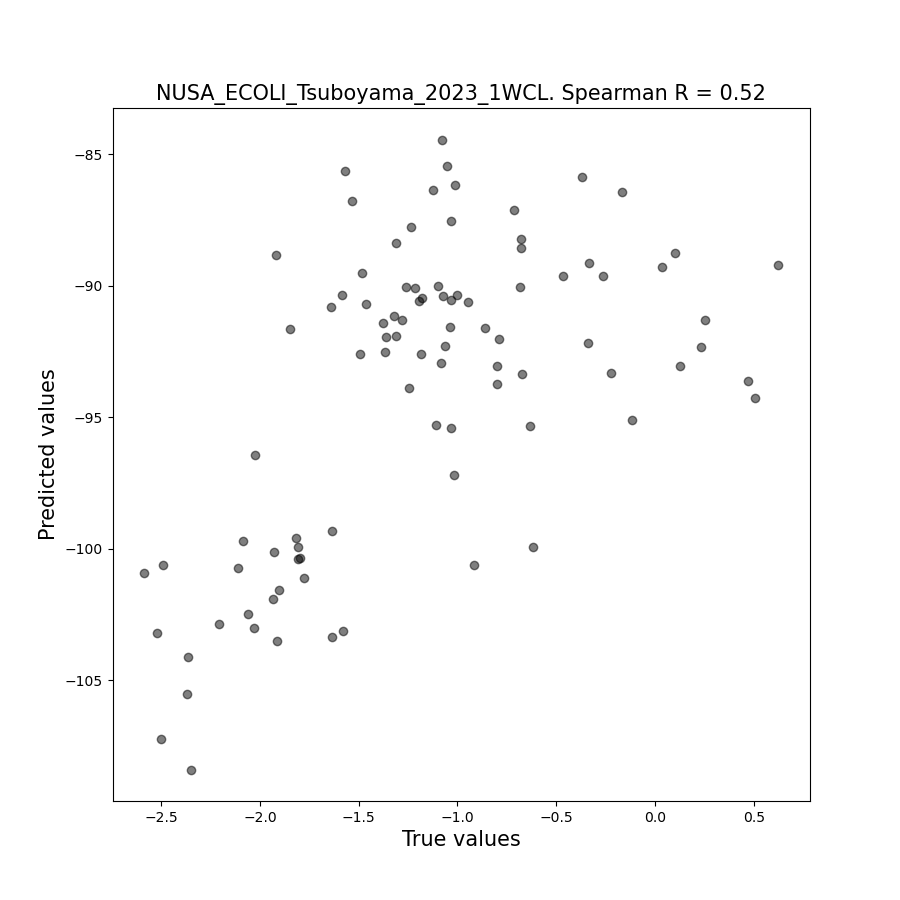 NUSA_ECOLI_Tsuboyama_2023_1WCL. Spearman R = 0.52
Predicted values
−85
−90
−95
−100
−105
−2.5 −2.0 −1.5 −1.0 −0.5 0.0 0.5
True values